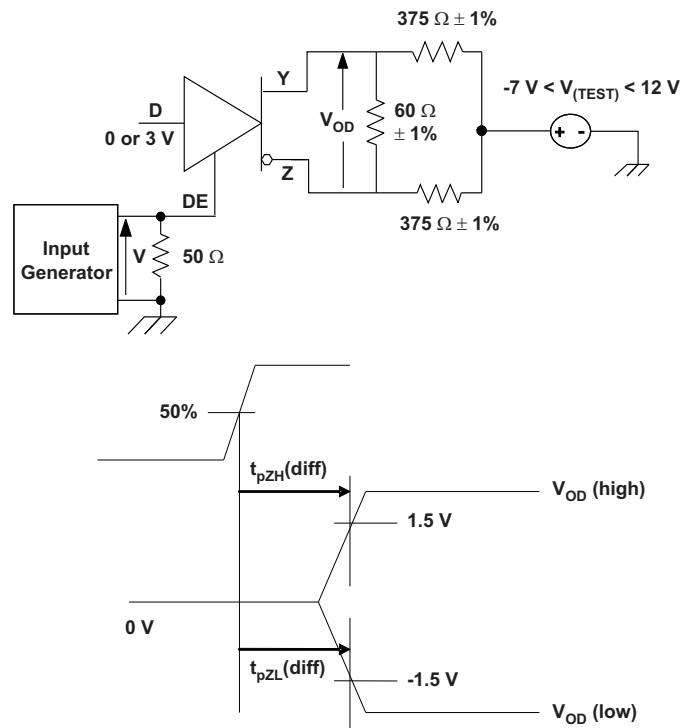 375 Ω ± 1%
Y
-7 V < V(TEST) < 12 V
D
0 or 3 V
VOD
60 Ω
± 1%
+ -
Z
DE
375 Ω ± 1%
Input
Generator
V
50 Ω
50%
tpZH(diff)
VOD (high)
1.5 V
0 V
tpZL(diff)
-1.5 V
VOD (low)